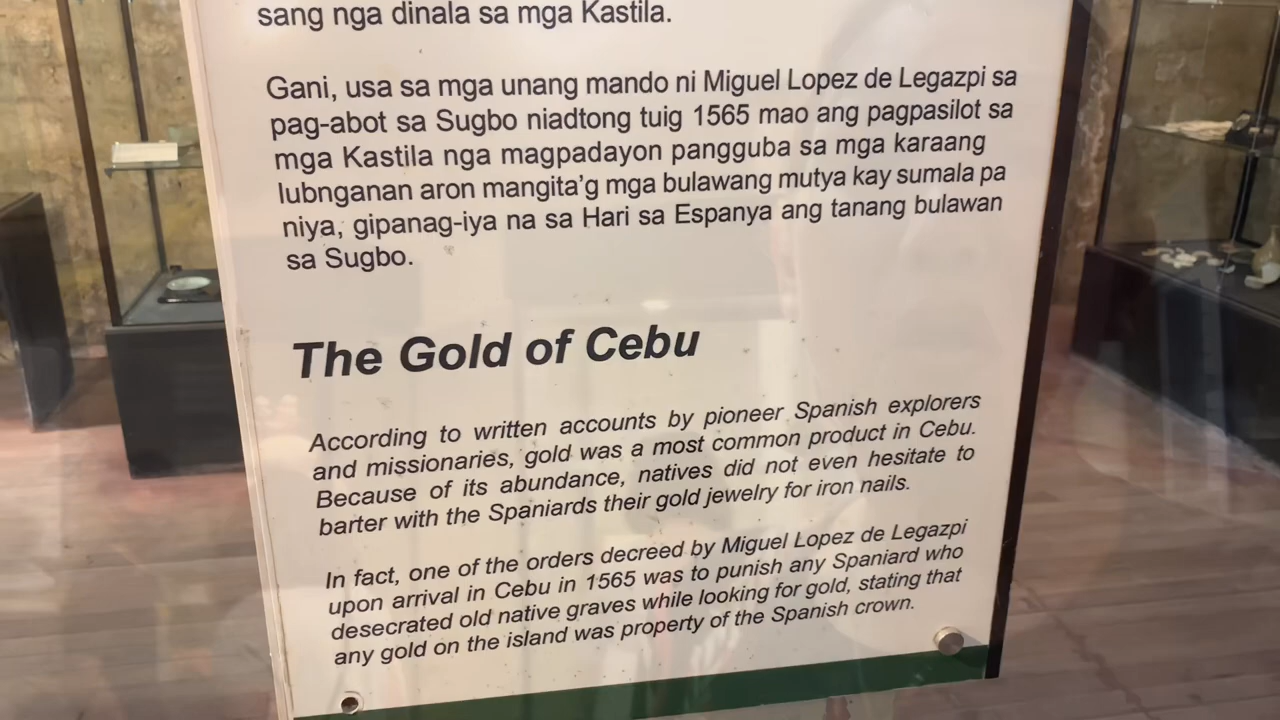 sang nga dinala sa mga Kastila.
Gani, usa sa mga unang mando ni Miguel Lopez de Legazpi sa
pag-abot sa Sugbo niadtong tuig 1565 mao ang pagpasilot sa
mga Kastila nga magpadayon pangguba sa mga karaang
lubnganan aron mangita'g mga bulawang mutya kay sumala pa
niya, gipanag-iya na sa Hari sa Espanya ang tanang bulawan
sa Sugbo.
The Gold of Cebu
According to written accounts by pioneer Spanish explorers
and missionaries, gold was a most common product in Cebu.
Because of its abundance, natives did not even hesitate to
barter with the Spaniards their gold jewelry for iron nails.
In fact, one of the orders decreed by Miguel Lopez de Legazpi
upon arrival in Cebu in 1565 was to punish any Spaniard who
desecrated old native graves while looking for gold, stating that
any gold on the island was property of the Spanish crown.